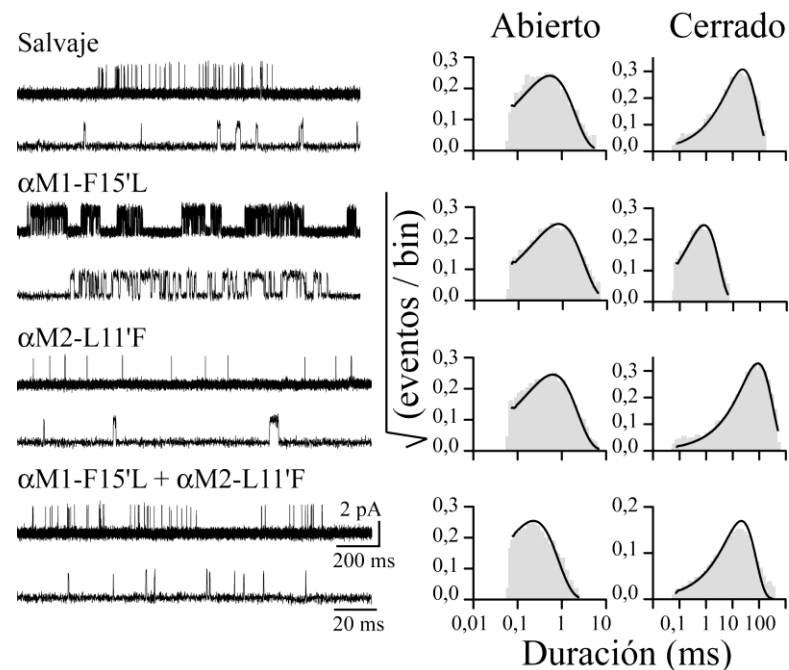 Abierto Cerrado
Salvaje
αM1-F15'L
αM2-L11'F
αM1-F15'L + αM2-L11'F
2 pA
200 ms
20 ms
√(eventos / bin)
0,3
0,2
0,1
0,0
0,3
0,2
0,1
0,0
0,3
0,2
0,1
0,0
0,3
0,2
0,1
0,0
0,3
0,2
0,1
0,0
0,3
0,2
0,1
0,0
0,3
0,2
0,1
0,0
0,2
0,1
0,0
0,01 0,1 1 10
0,1 1 10 100
Duración (ms)